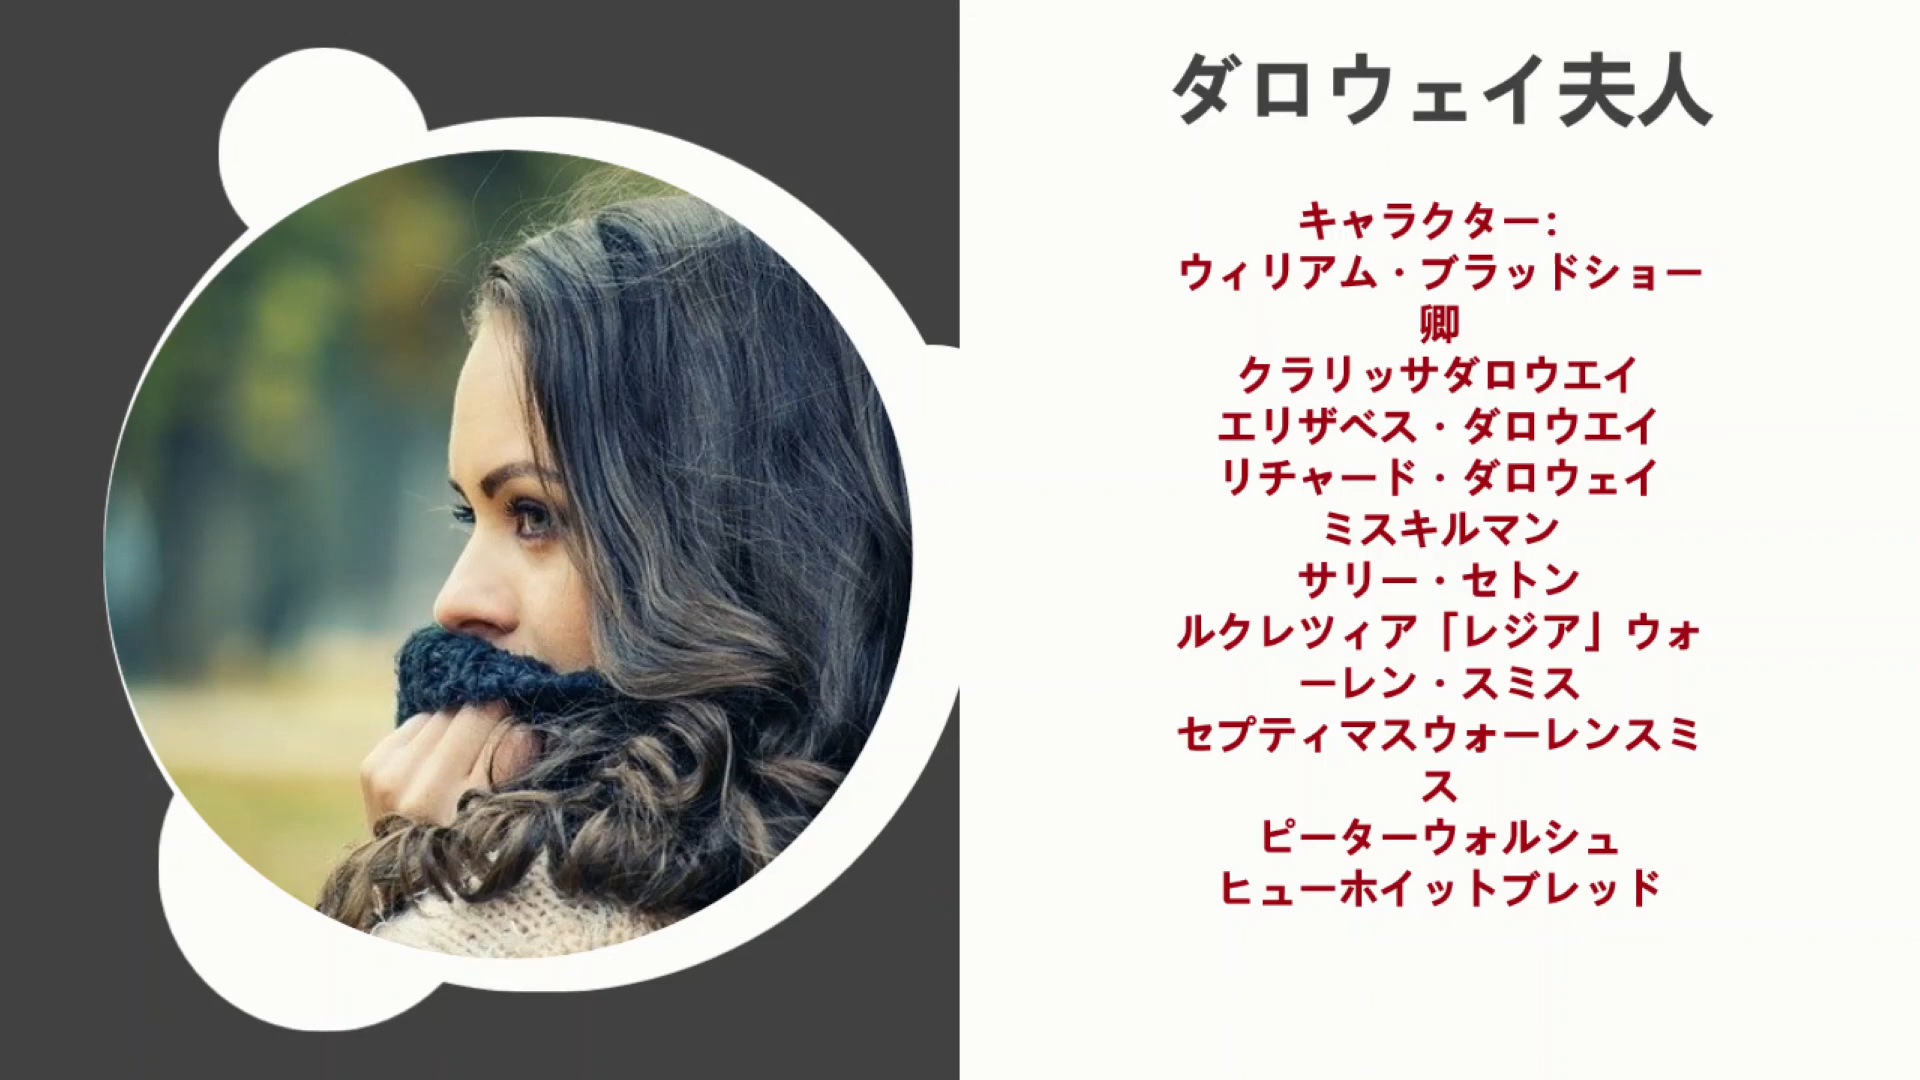 ダロウェイ夫人
キャラクター:
ウィリアム・ブラッドショー
卿
クラリッサダロウエイ
エリザベス・ダロウエイ
リチャード・ダロウェイ
ミスキルマン
サリー・セトン
ルクレツィア「レジア」ウォ
ーレン・スミス
セプティマスウォーレンスミ
ス
ピーターウォルシュ
ヒューホイットブレッド